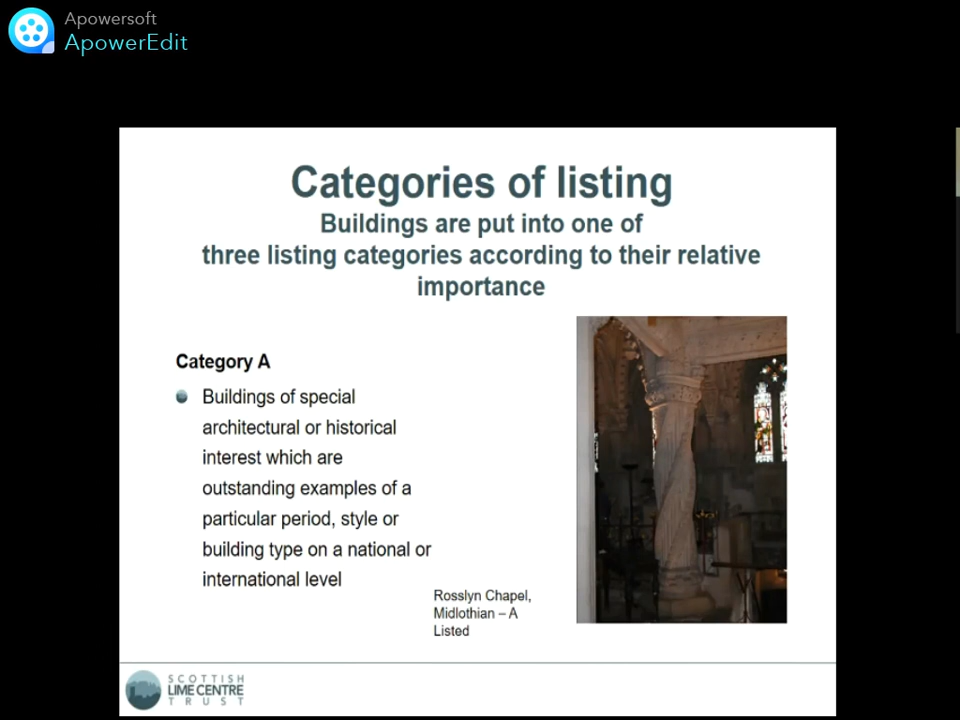 Apowersoft
ApowerEdit
Categories of listing
Buildings are put into one of
three listing categories according to their relative
importance
Category A
Buildings of special
architectural or historical
interest which are
outstanding examples of a
particular period, style or
building type on a national or
international level
Rosslyn Chapel,
Midlothian – A
Listed
SCOTTISH
LIME CENTRE
TRUST